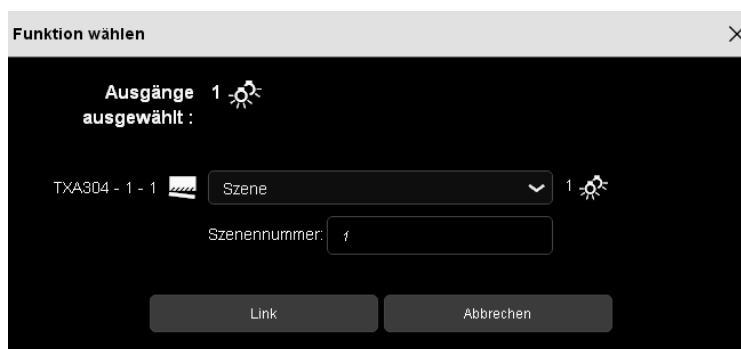 Funktion wählen
Ausgänge 1
ausgewählt :
TXA304 - 1 - 1 Szene 1
Szenennummer: 1
Link Abbrechen